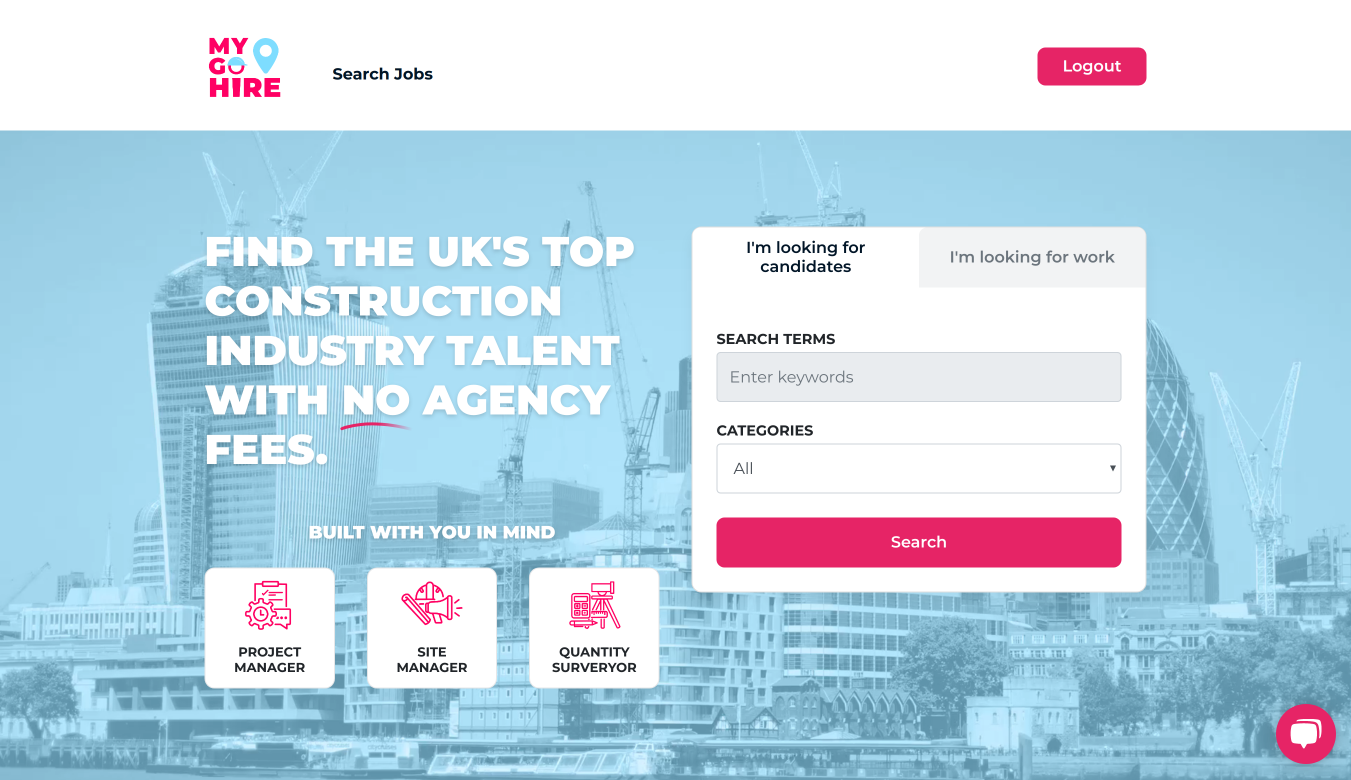 MY
GO
HIRE
Search Jobs
Logout
FIND THE UK'S TOP
CONSTRUCTION
INDUSTRY TALENT
WITH NO AGENCY
FEES.
BUILT WITH YOU IN MIND
PROJECT
MANAGER
SITE
MANAGER
QUANTITY
SURVERYOR
I'm looking for
candidates
I'm looking for work
SEARCH TERMS
Enter keywords
CATEGORIES
All
Search